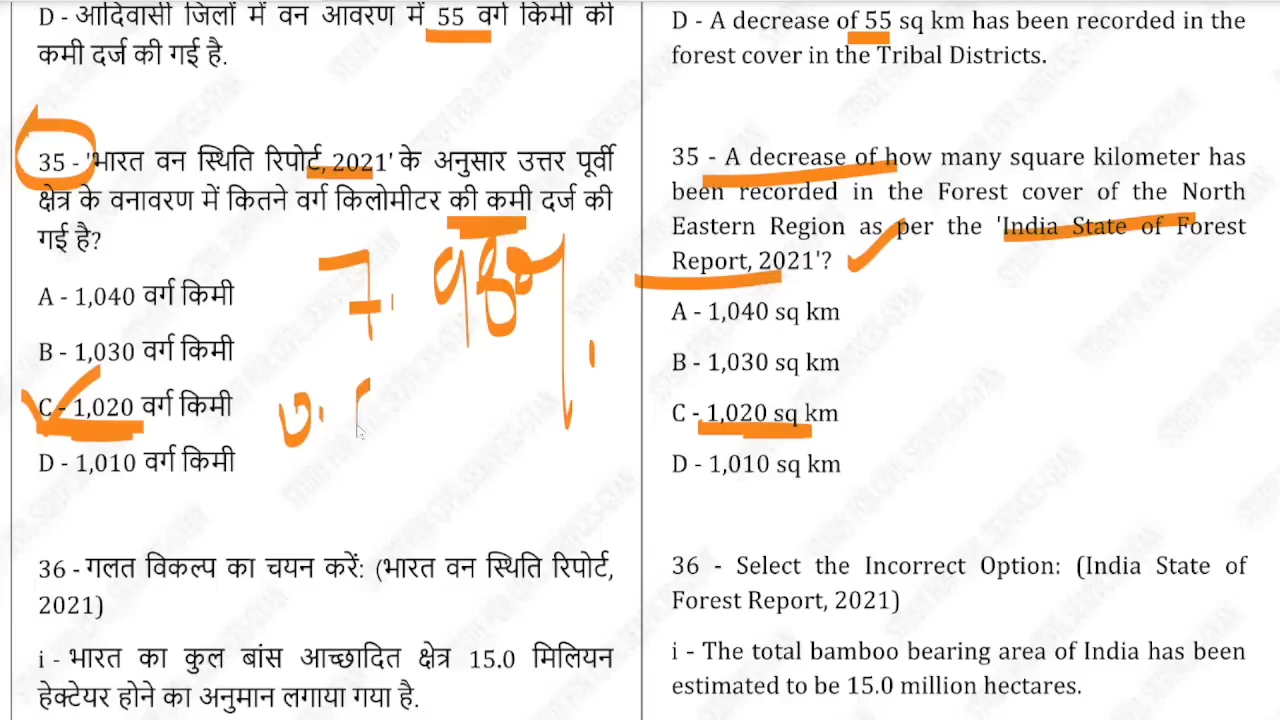 D - आदिवासी जिलों में वन आवरण में 55 वर्ग किमी की
कमी दर्ज की गई है.
35 - 'भारत वन स्थिति रिपोर्ट, 2021' के अनुसार उत्तर पूर्वी
क्षेत्र के वनावरण में कितने वर्ग किलोमीटर की कमी दर्ज की
गई है?
A - 1,040 वर्ग किमी
B - 1,030 वर्ग किमी
C - 1,020 वर्ग किमी
D - 1,010 वर्ग किमी
36 - गलत विकल्प का चयन करें: (भारत वन स्थिति रिपोर्ट,
2021)
i - भारत का कुल बांस आच्छादित क्षेत्र 15.0 मिलियन
हेक्टेयर होने का अनुमान लगाया गया है.
D - A decrease of 55 sq km has been recorded in the
forest cover in the Tribal Districts.
35 - A decrease of how many square kilometer has
been recorded in the Forest cover of the North
Eastern Region as per the 'India State of Forest
Report, 2021'?
A - 1,040 sq km
B - 1,030 sq km
C - 1,020 sq km
D - 1,010 sq km
36 - Select the Incorrect Option: (India State of
Forest Report, 2021)
i - The total bamboo bearing area of India has been
estimated to be 15.0 million hectares.